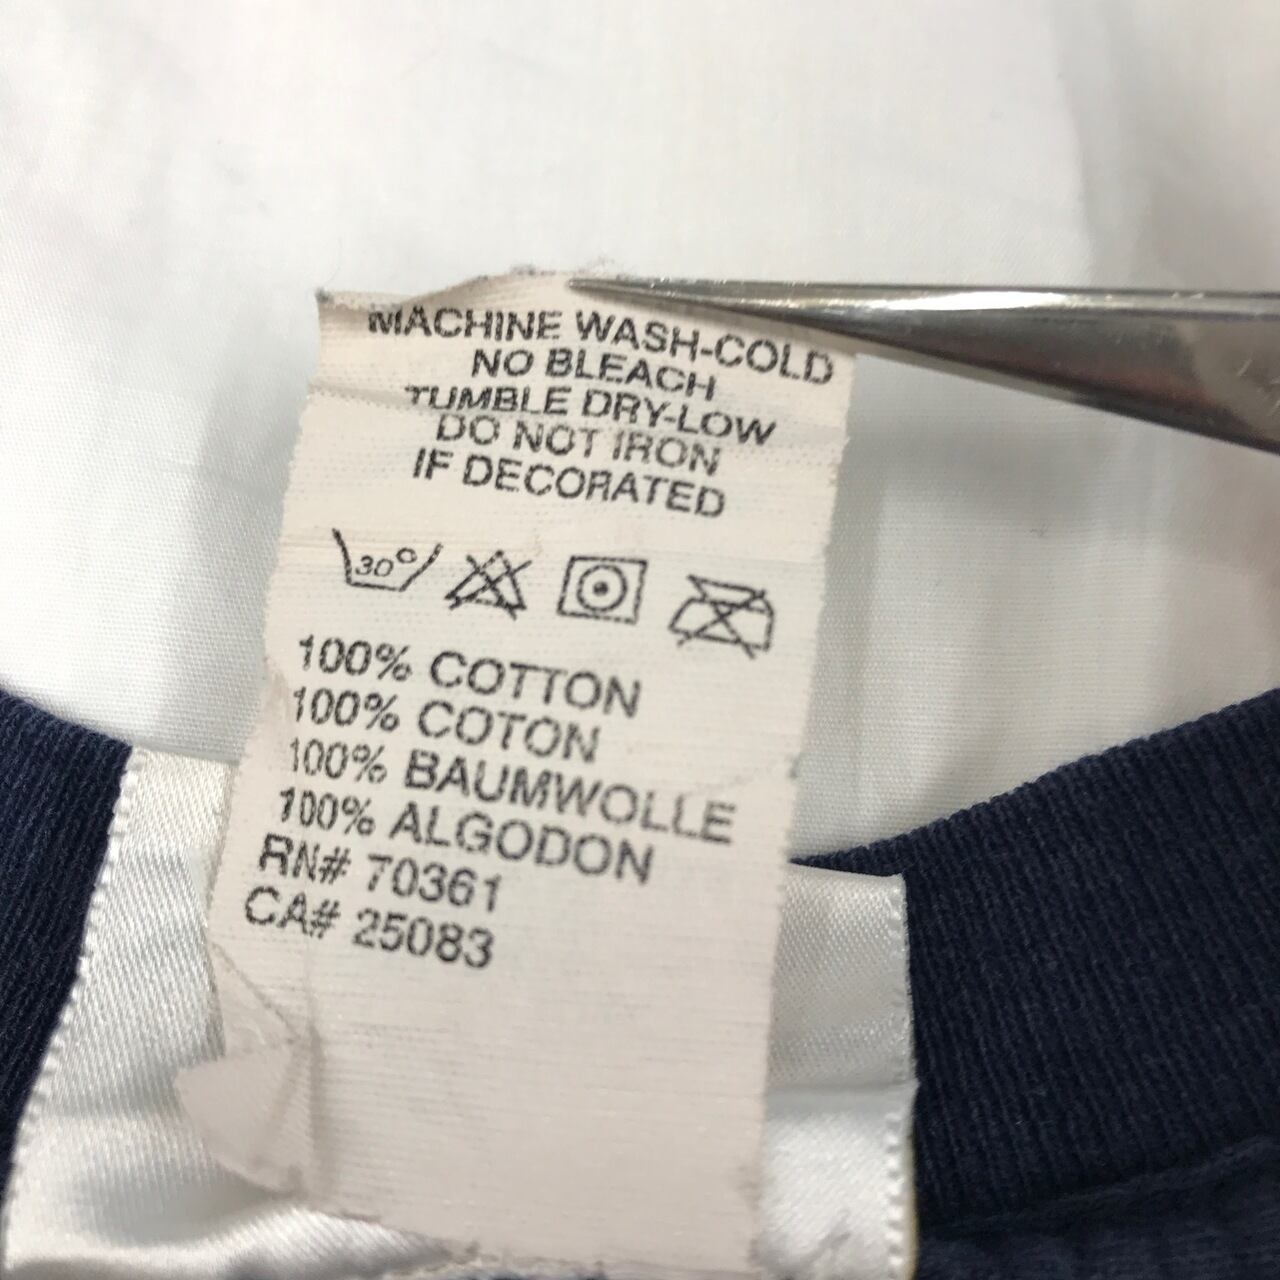 MACHINE WASH-COLD
NO BLEACH
TUMBLE DRY-LOW
DO NOT IRON
IF DECORATED
30°
100% COTTON
100% COTON
100% BAUMWOLLE
100% ALGODON
RN# 70361
CA# 25083